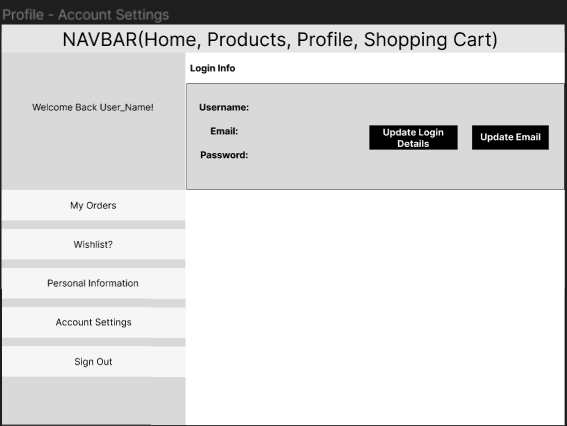 Profile - Account Settings
NAVBAR(Home, Products, Profile, Shopping Cart)
Login Info
Welcome Back User_Name!
Username:
Email:
Password:
Update Login
Details
Update Email
My Orders
Wishlist?
Personal Information
Account Settings
Sign Out